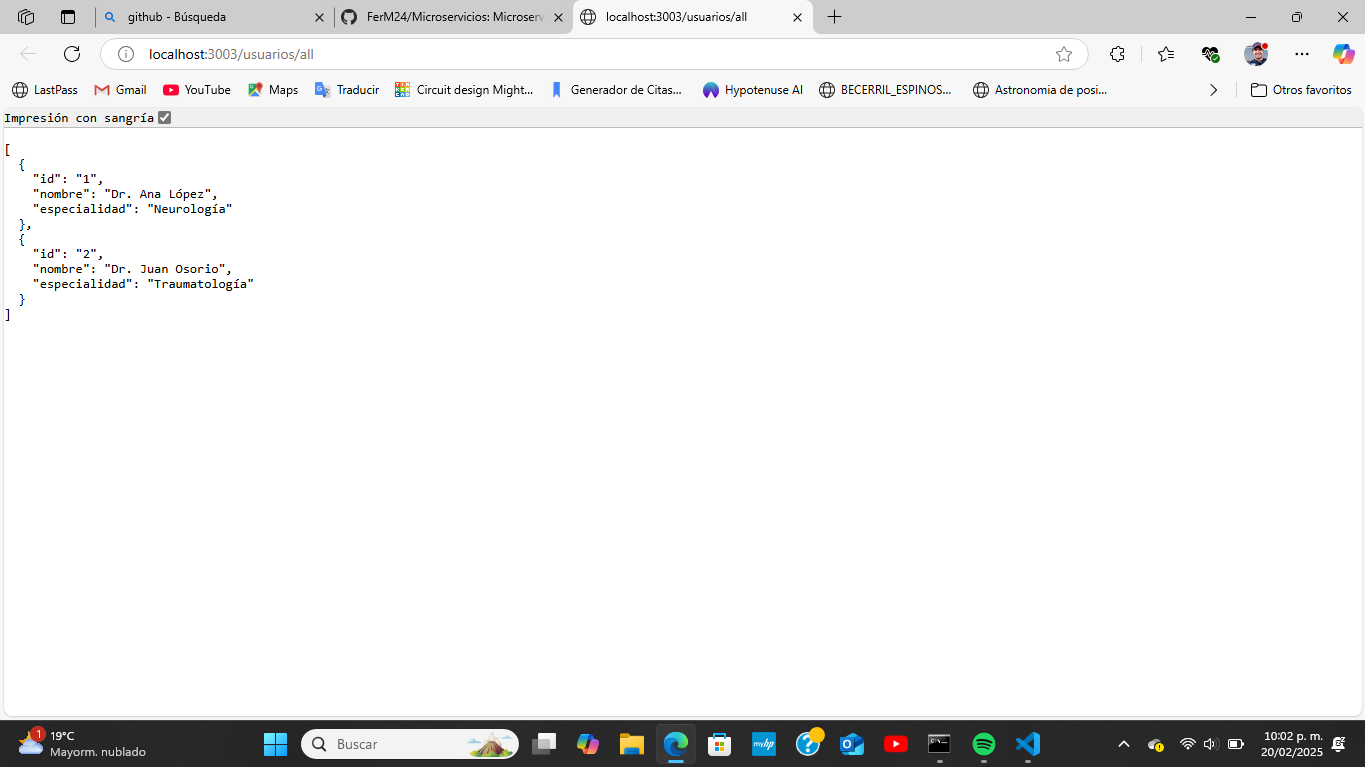 github - Búsqueda
FerM24/Microservicios: Microserv
localhost:3003/usuarios/all
localhost:3003/usuarios/all
LastPass
Gmail
YouTube
Maps
Traducir
Circuit design Might...
Generador de Citas...
Hypotenuse AI
BECERRIL_ESPINOS...
Astronomia de posi...
Otros favoritos
Impresión con sangría
[
{
"id": "1",
"nombre": "Dr. Ana López",
"especialidad": "Neurología"
},
{
"id": "2",
"nombre": "Dr. Juan Osorio",
"especialidad": "Traumatología"
}
]
1
19°C
Mayorm. nublado
Buscar
myhp
10:02 p. m.
20/02/2025